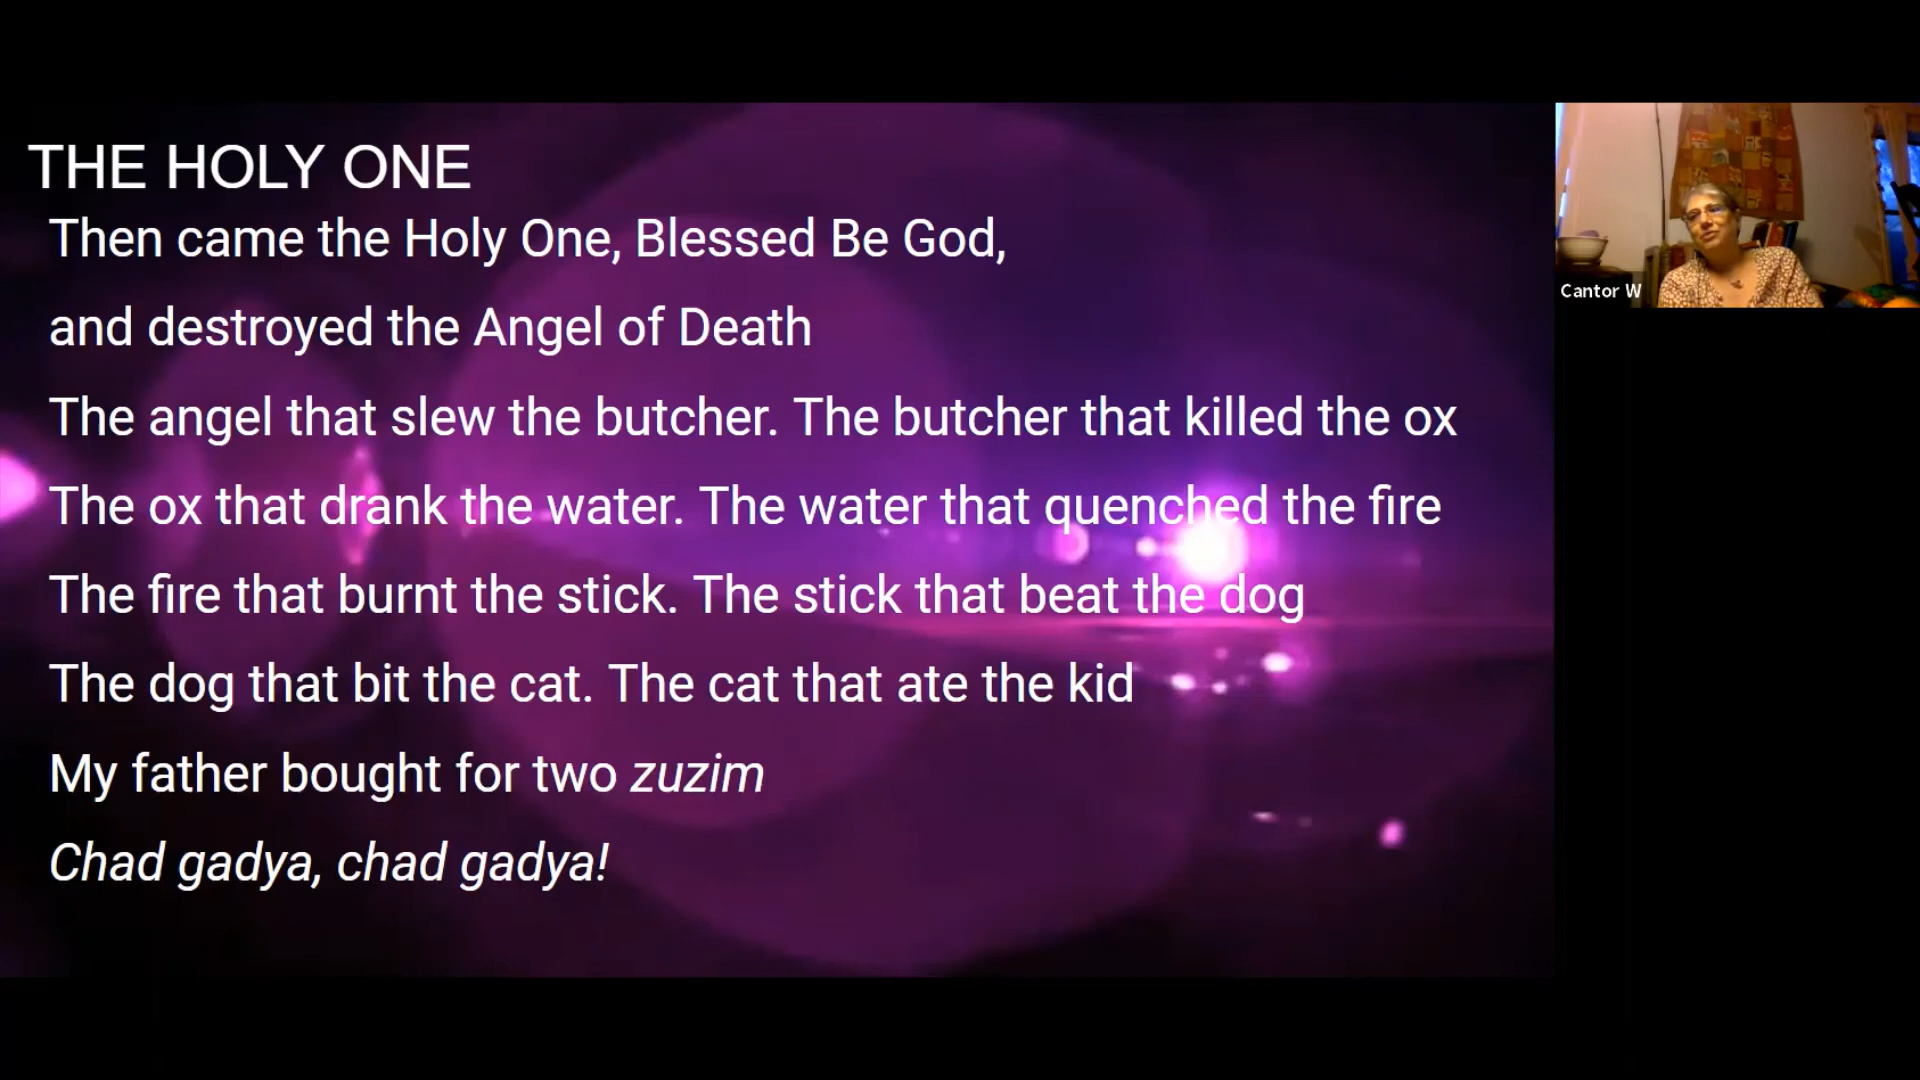 THE HOLY ONE
Then came the Holy One, Blessed Be God,
and destroyed the Angel of Death
The angel that slew the butcher. The butcher that killed the ox
The ox that drank the water. The water that quenched the fire
The fire that burnt the stick. The stick that beat the dog
The dog that bit the cat. The cat that ate the kid
My father bought for two zuzim
Chad gadya, chad gadya!
Cantor W